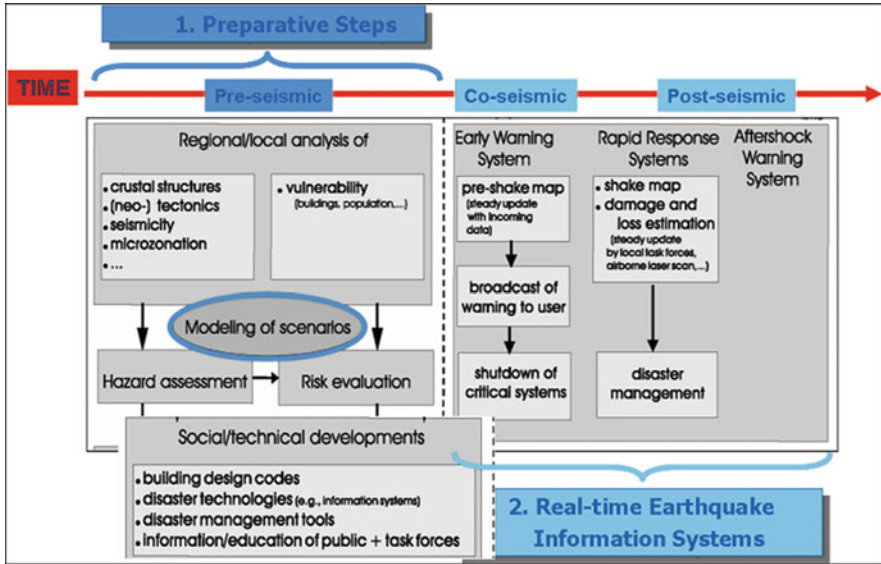 1. Preparative Steps
TIME
Pre-seismic
Co-seismic
Post-seismic
Regional/local analysis of
• crustal structures
• (neo-) tectonics
• seismicity
• microzonation
• ...
• vulnerability
(buildings, population,...)
Modeling of scenarios
Hazard assessment
Risk evaluation
Social/technical developments
• building design codes
• disaster technologies (e.g., information systems)
• disaster management tools
• information/education of public + task forces
Early Warning
System
pre-shake map
(steady update
with incoming
data)
broadcast of
warning to user
shutdown of
critical systems
Rapid Response
Systems
• shake map
• damage and
loss estimation
(steady update
by local task forces,
airborne laser scan,...)
disaster
management
Aftershock
Warning
System
2. Real-time Earthquake
Information Systems